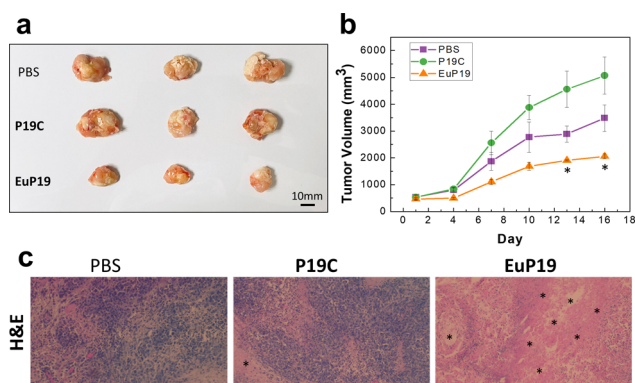 a
PBS
P19C
EuP19
10mm
b
PBS
P19C
EuP19
Tumor Volume (mm³)
6000
5000
4000
3000
2000
1000
0
*
*
0
2
4
6
8
10
12
14
16
18
Day
c
PBS
P19C
EuP19
H&E
*
*
*
*
*
*
*
*
*